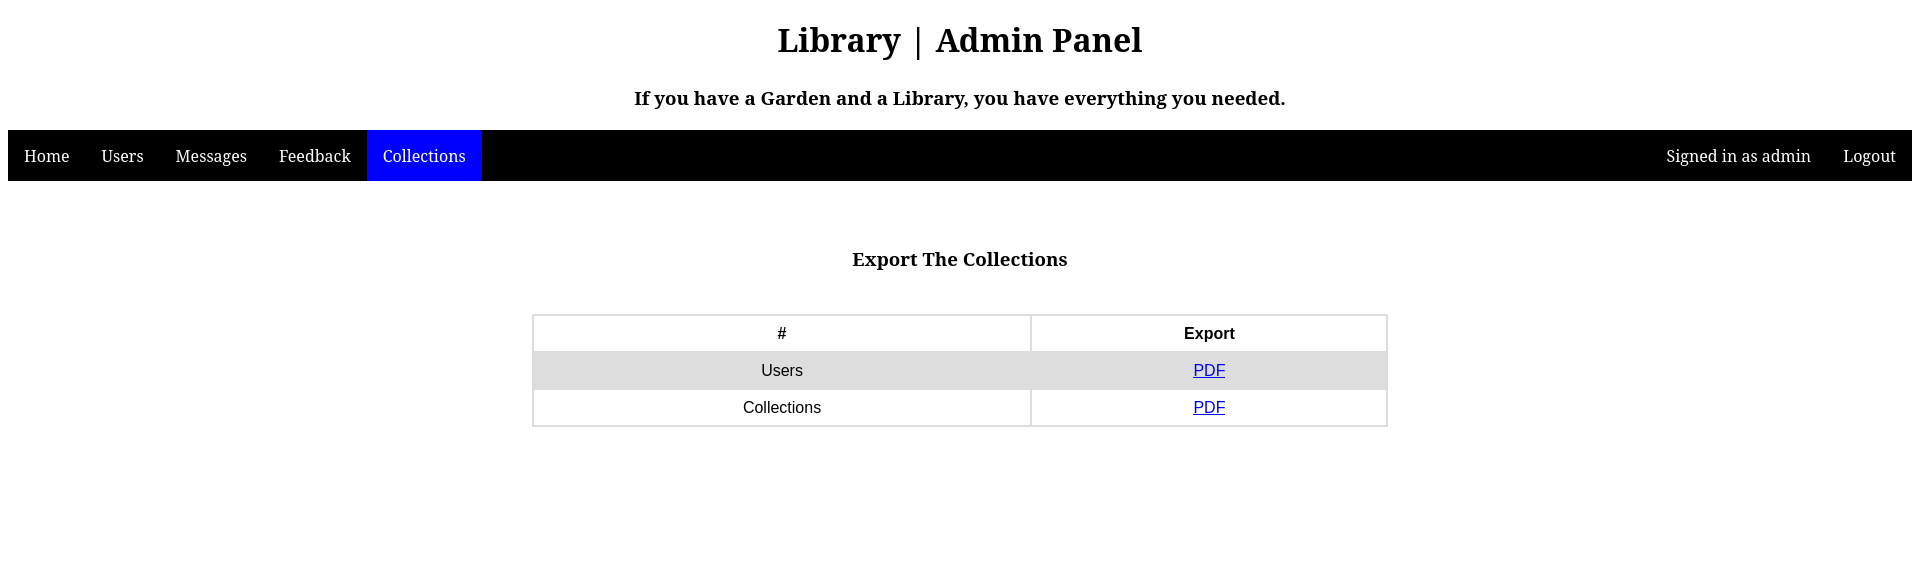 Library | Admin Panel
If you have a Garden and a Library, you have everything you needed.
Home Users Messages Feedback Collections Signed in as admin Logout
Export The Collections
# Export
Users PDF
Collections PDF